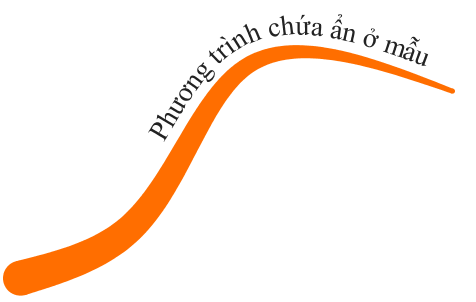 Phương trình chứa ẩn ở mẫu